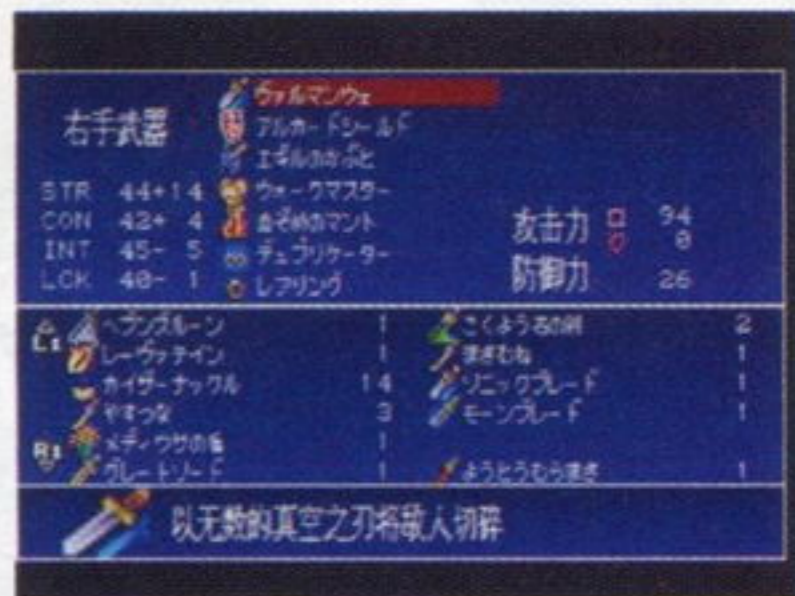 ヴァルマンウェ
右手武器
アルカードシールド
エギルのかぶと
STR 44+14
ウォークマスター
CON 42+ 4
血ぞめのマント
攻击力 94
INT 45- 5
デュプリケーター
0
LCK 40- 1
レアリング
防御力 26
ヘブンズルーン 1
こくよう石の剣 2
L1
レーヴァテイン 1
まさむね 1
カイザーナックル 14
ソニックブレード 1
やすつな 3
モーンブレード 1
R1
メディウサの盾 1
グレートソード 1
ようとうむらまさ 1
以无数的真空之刃将敌人切碎